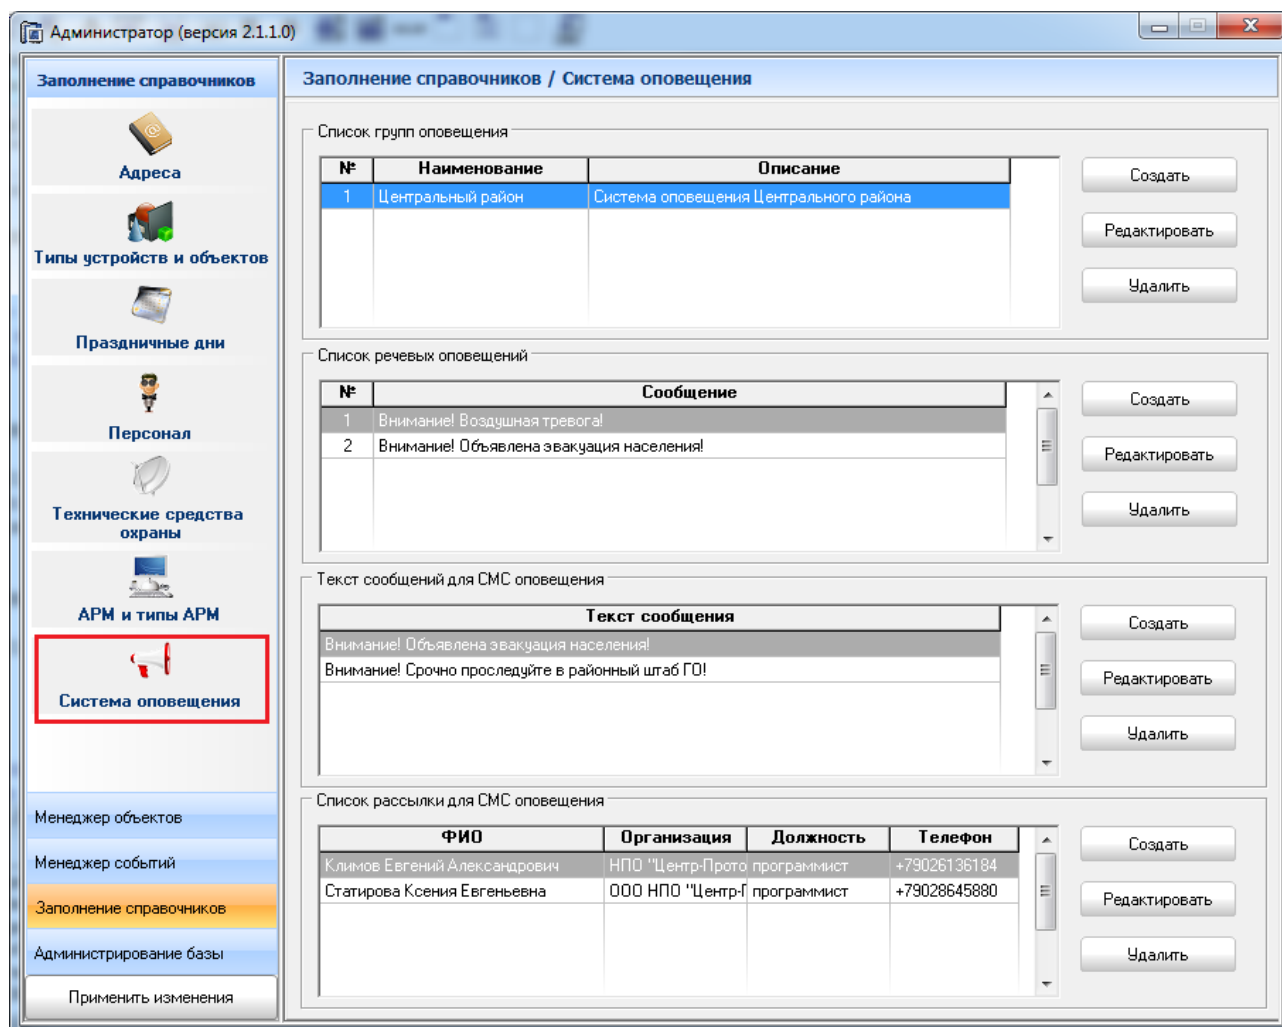 Администратор (версия 2.1.1.0)
Заполнение справочников
Адреса
Типы устройств и объектов
Праздничные дни
Персонал
Технические средства
охраны
АРМ и типы АРМ
Система оповещения
Менеджер объектов
Менеджер событий
Заполнение справочников
Администрирование базы
Применить изменения
Заполнение справочников / Система оповещения
Список групп оповещения
№ Наименование Описание
1 Центральный район Система оповещения Центрального района
Создать
Редактировать
Удалить
Список речевых оповещений
№ Сообщение
1 Внимание! Воздушная тревога!
2 Внимание! Объявлена эвакуация населения!
Создать
Редактировать
Удалить
Текст сообщений для СМС оповещения
Текст сообщения
Внимание! Объявлена эвакуация населения!
Внимание! Срочно проследуйте в районный штаб ГО!
Создать
Редактировать
Удалить
Список рассылки для СМС оповещения
ФИО Организация Должность Телефон
Климов Евгений Александрович НПО "Центр-Прото программист +79026136184
Статирова Ксения Евгеньевна ООО НПО "Центр-П программист +79028645880
Создать
Редактировать
Удалить